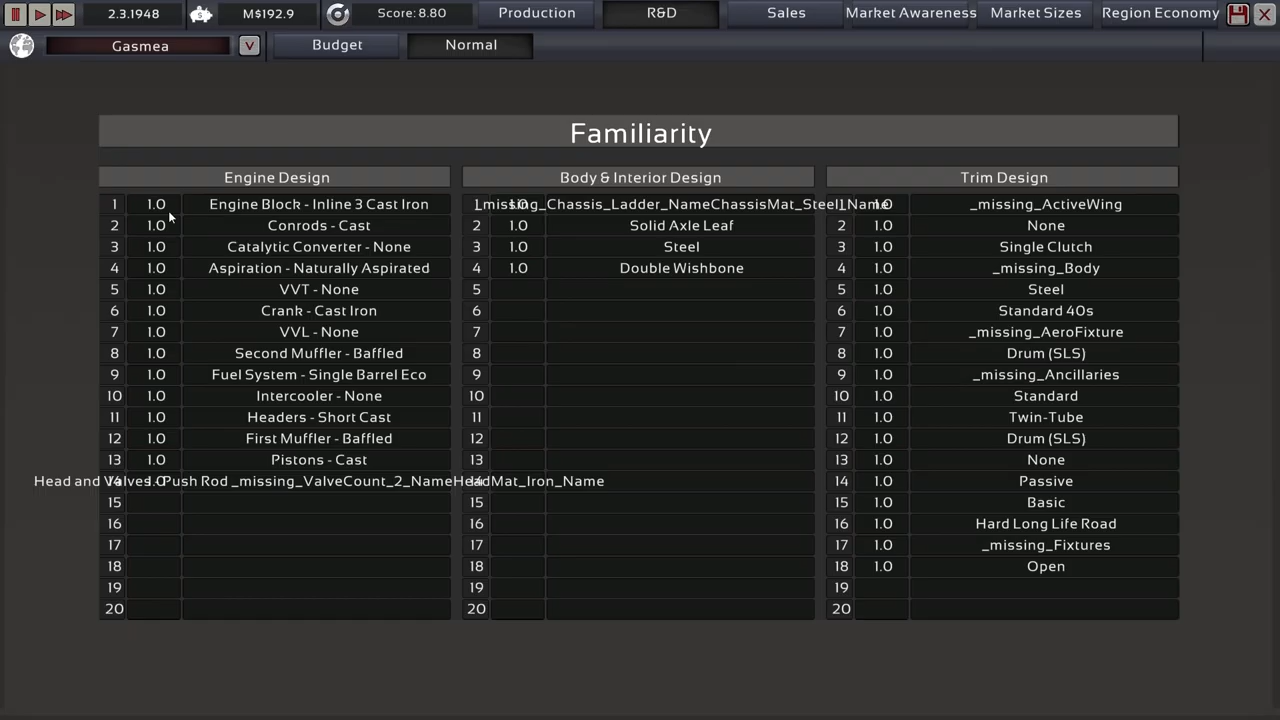 2.3.1948 M$192.9 Score: 8.80 Production R&D Sales Market Awareness Market Sizes Region Economy
Gasmea V Budget Normal
Familiarity
Engine Design Body & Interior Design Trim Design
1 1.0 Engine Block - Inline 3 Cast Iron 1 1.0 _missing_Chassis_Ladder_NameChassisMat_Steel_Name 1 1.0 _missing_ActiveWing
2 1.0 Conrods - Cast 2 1.0 Solid Axle Leaf 2 1.0 None
3 1.0 Catalytic Converter - None 3 1.0 Steel 3 1.0 Single Clutch
4 1.0 Aspiration - Naturally Aspirated 4 1.0 Double Wishbone 4 1.0 _missing_Body
5 1.0 VVT - None 5 5 1.0 Steel
6 1.0 Crank - Cast Iron 6 6 1.0 Standard 40s
7 1.0 VVL - None 7 7 1.0 _missing_AeroFixture
8 1.0 Second Muffler - Baffled 8 8 1.0 Drum (SLS)
9 1.0 Fuel System - Single Barrel Eco 9 9 1.0 _missing_Ancillaries
10 1.0 Intercooler - None 10 10 1.0 Standard
11 1.0 Headers - Short Cast 11 11 1.0 Twin-Tube
12 1.0 First Muffler - Baffled 12 12 1.0 Drum (SLS)
13 1.0 Pistons - Cast 13 13 1.0 None
14 1.0 Head and Valves - Push Rod _missing_ValveCount_2_NameHeadMat_Iron_Name 14 14 1.0 Passive
15 15 15 1.0 Basic
16 16 16 1.0 Hard Long Life Road
17 17 17 1.0 _missing_Fixtures
18 18 18 1.0 Open
19 19 19
20 20 20